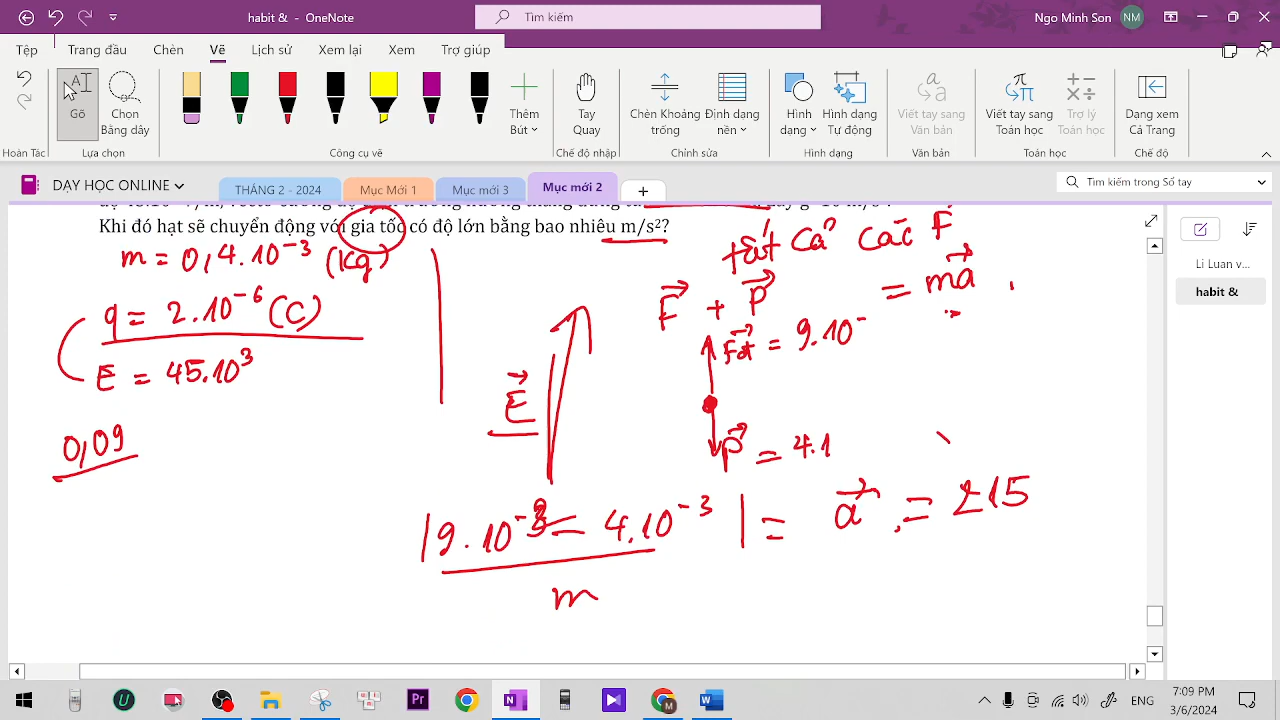 habit & - OneNote
Tìm kiếm
Ngo Minh Son NM
Tệp Trang đầu Chèn Vẽ Lịch sử Xem lại Xem Trợ giúp
Gõ
Chọn Bằng dây
Thêm Bút
Tay Quay
Chèn Khoảng trống
Định dạng nền
Hình dạng
Hình dạng Tự động
Viết tay sang Văn bản
Viết tay sang Toán học
Trợ lý Toán học
Dạng xem Cả Trang
Hoàn Tác Lựa chọn Công cụ vẽ Chế độ nhập Chỉnh sửa Hình dạng Văn bản Toán học Chế độ
DẠY HỌC ONLINE THÁNG 2 - 2024 Mục Mới 1 Mục mới 3 Mục mới 2 +
Tìm kiếm trong Sổ tay
Khi đó hạt sẽ chuyển động với gia tốc có độ lớn bằng bao nhiêu m/s²?
Li Luan v...
habit &
tất cả các F
m = 0,4.10⁻³ (kg)
F + P = ma
q = 2.10⁻⁶ (C)
Fđt = 9.10⁻
E = 45.10³
E
0,09
P = 4.1
|9.10⁻ 4.10⁻³| = a = 215
m
7:09 PM
3/6/2024